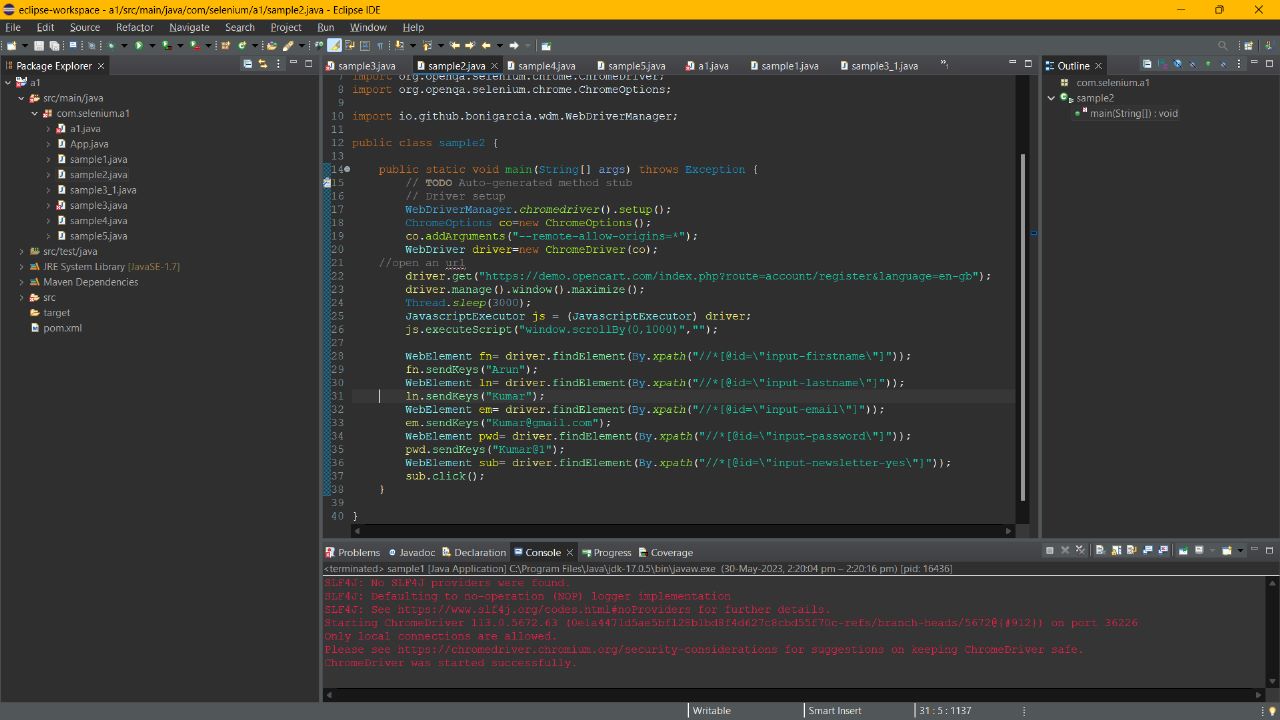 eclipse-workspace - a1/src/main/java/com/selenium/a1/sample2.java - Eclipse IDE
File Edit Source Refactor Navigate Search Project Run Window Help
Package Explorer
a1
src/main/java
com.selenium.a1
a1.java
App.java
sample1.java
sample2.java
sample3_1.java
sample3.java
sample4.java
sample5.java
src/test/java
JRE System Library [JavaSE-1.7]
Maven Dependencies
src
target
pom.xml
sample3.java sample2.java sample4.java sample5.java a1.java sample1.java sample3_1.java
7 import org.openqa.selenium.chrome.ChromeDriver;
8 import org.openqa.selenium.chrome.ChromeOptions;
9
10 import io.github.bonigarcia.wdm.WebDriverManager;
11
12 public class sample2 {
13
14 public static void main(String[] args) throws Exception {
15 // TODO Auto-generated method stub
16 // Driver setup
17 WebDriverManager.chromedriver().setup();
18 ChromeOptions co=new ChromeOptions();
19 co.addArguments("--remote-allow-origins=*");
20 WebDriver driver=new ChromeDriver(co);
21 //open an url
22 driver.get("https://demo.opencart.com/index.php?route=account/register&language=en-gb");
23 driver.manage().window().maximize();
24 Thread.sleep(3000);
25 JavascriptExecutor js = (JavascriptExecutor) driver;
26 js.executeScript("window.scrollBy(0,1000)","");
27
28 WebElement fn= driver.findElement(By.xpath("//*[@id=\"input-firstname\"]"));
29 fn.sendKeys("Arun");
30 WebElement ln= driver.findElement(By.xpath("//*[@id=\"input-lastname\"]"));
31 ln.sendKeys("Kumar");
32 WebElement em= driver.findElement(By.xpath("//*[@id=\"input-email\"]"));
33 em.sendKeys("Kumar@gmail.com");
34 WebElement pwd= driver.findElement(By.xpath("//*[@id=\"input-password\"]"));
35 pwd.sendKeys("Kumar@1");
36 WebElement sub= driver.findElement(By.xpath("//*[@id=\"input-newsletter-yes\"]"));
37 sub.click();
38 }
39
40 }
Outline
com.selenium.a1
sample2
main(String[]) : void
Problems Javadoc Declaration Console Progress Coverage
<terminated> sample1 [Java Application] C:\Program Files\Java\jdk-17.0.5\bin\javaw.exe (30-May-2023, 2:20:04 pm – 2:20:16 pm) [pid: 16436]
SLF4J: No SLF4J providers were found.
SLF4J: Defaulting to no-operation (NOP) logger implementation
SLF4J: See https://www.slf4j.org/codes.html#noProviders for further details.
Starting ChromeDriver 113.0.5672.63 (0e1a4471d5ae5bf128b1bd8f4d627c8cbd55f70c-refs/branch-heads/5672@{#912}) on port 36226
Only local connections are allowed.
Please see https://chromedriver.chromium.org/security-considerations for suggestions on keeping ChromeDriver safe.
ChromeDriver was started successfully.
Writable Smart Insert 31 : 5 : 1137